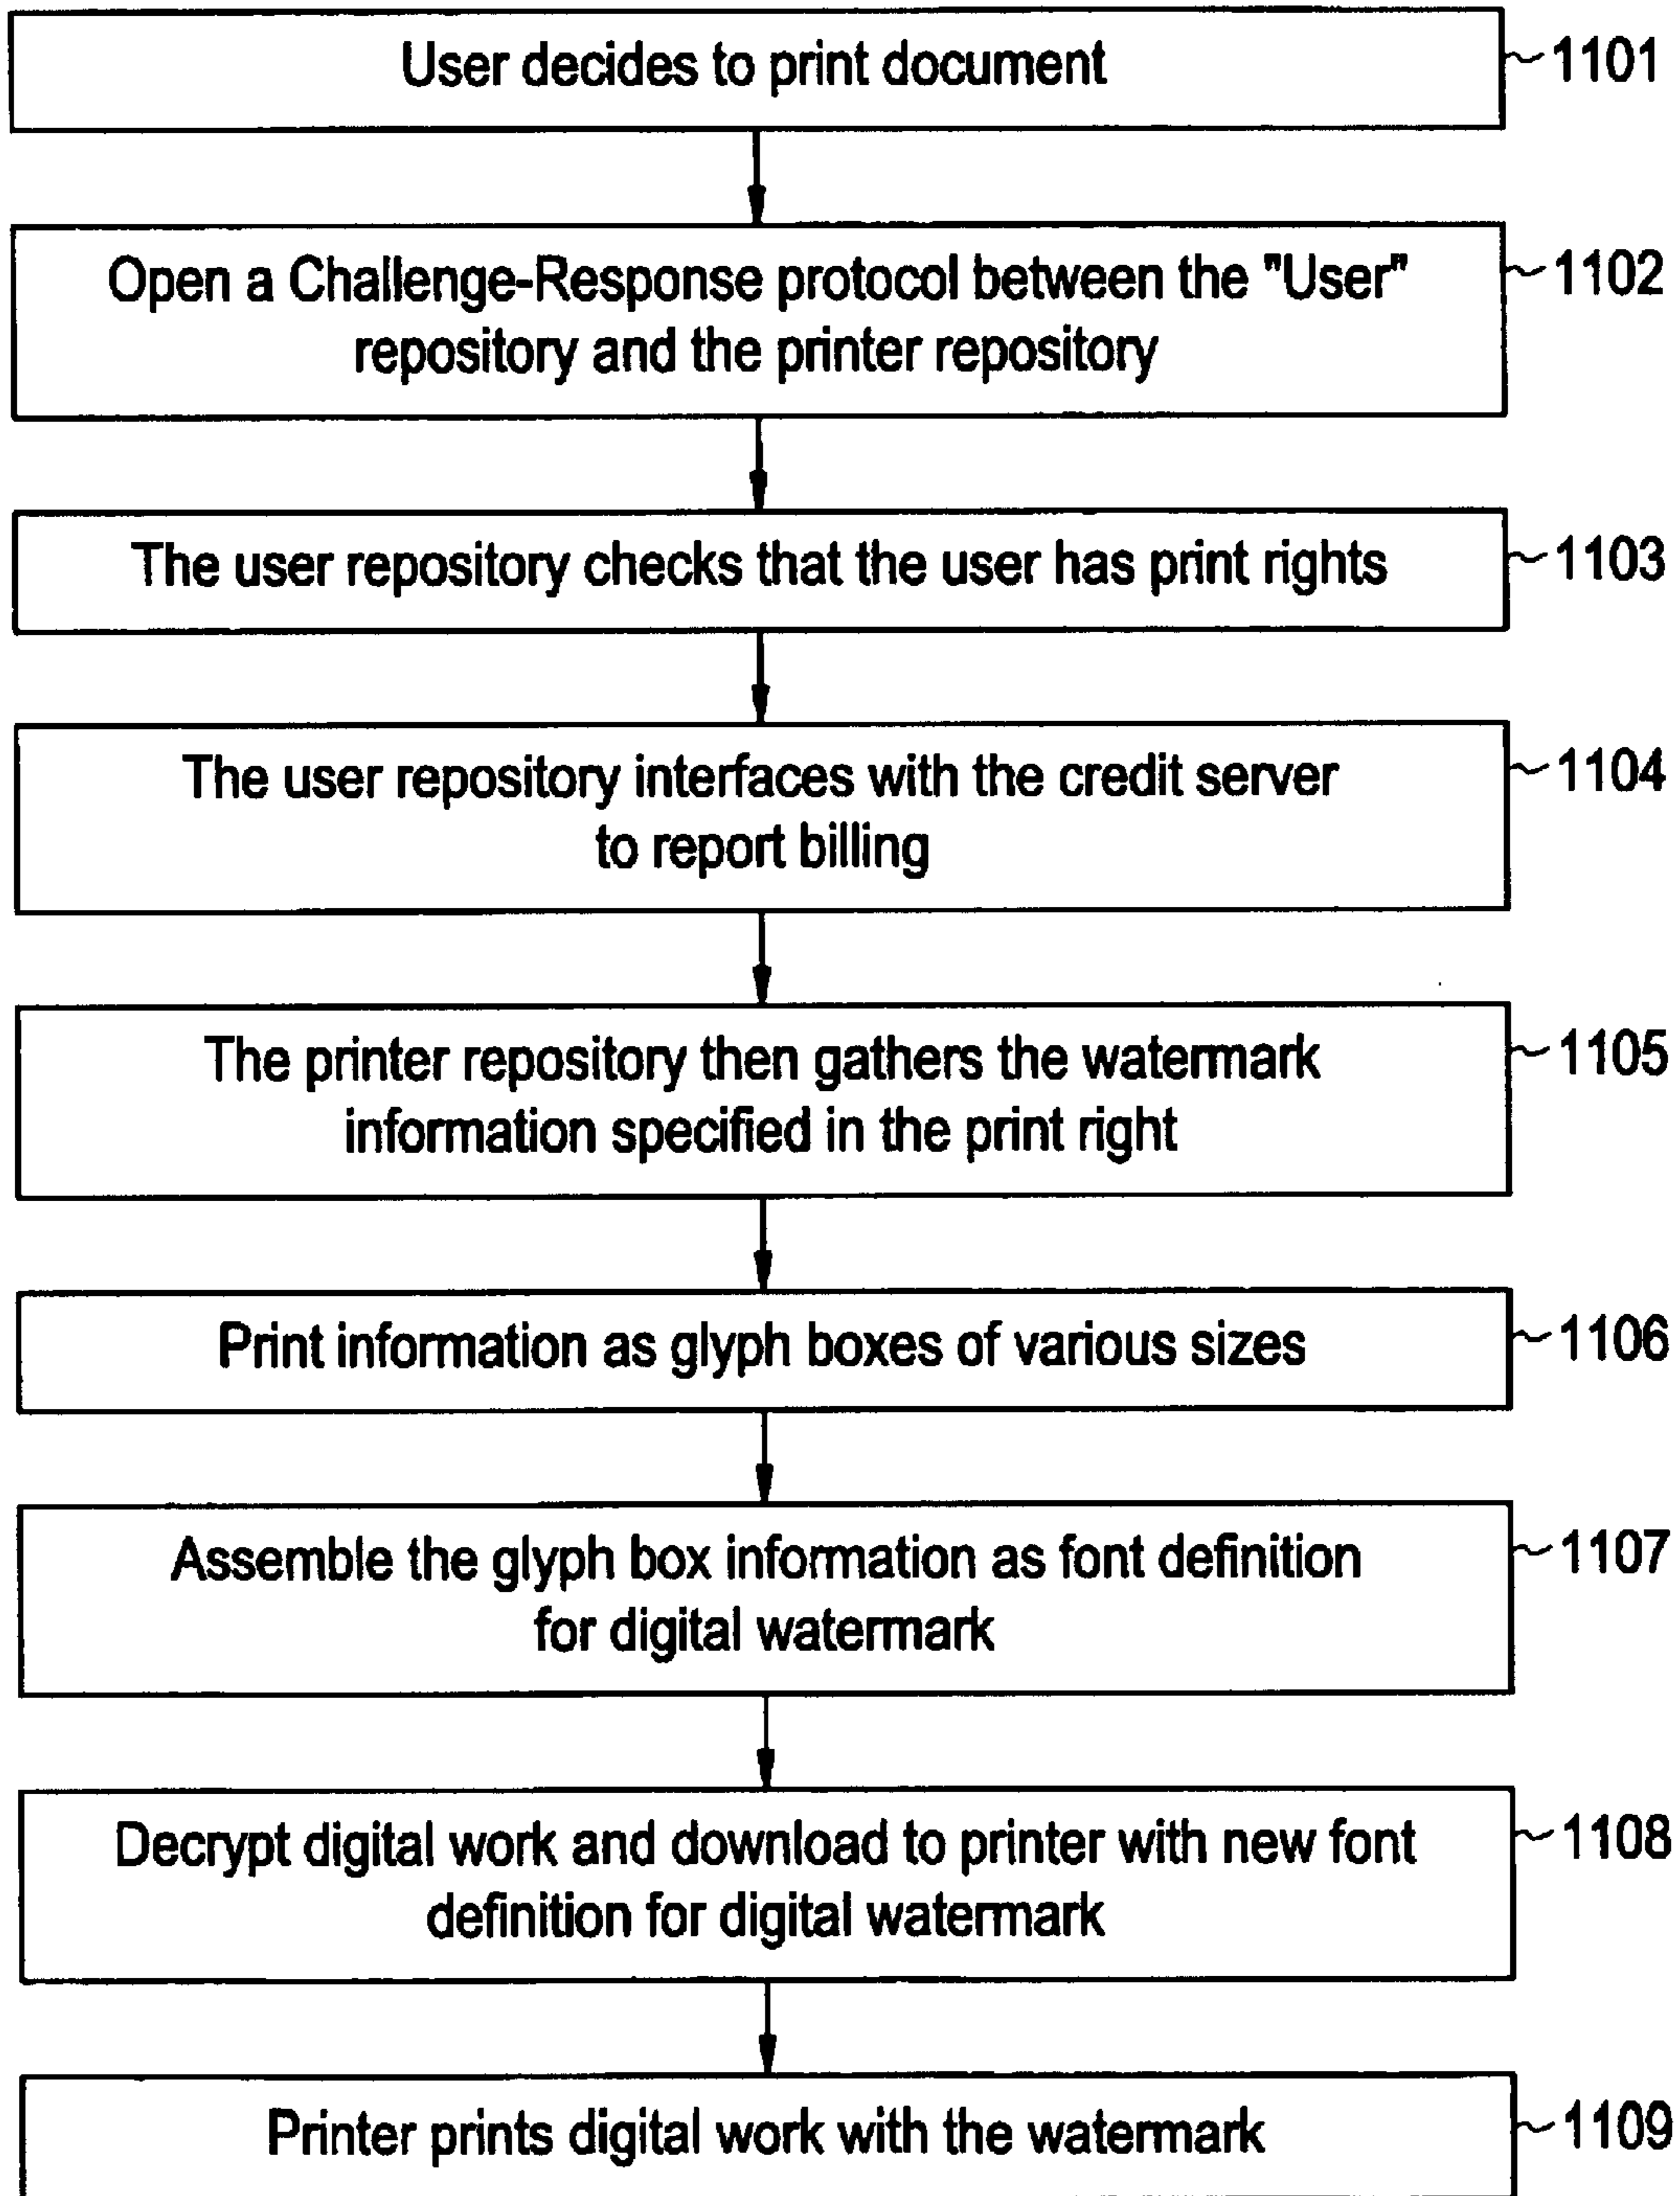 User decides to print document
1101
Open a Challenge-Response protocol between the "User"
repository and the printer repository
1102
The user repository checks that the user has print rights
1103
The user repository interfaces with the credit server
to report billing
1104
The printer repository then gathers the watermark
information specified in the print right
1105
Print information as glyph boxes of various sizes
1106
Assemble the glyph box information as font definition
for digital watermark
1107
Decrypt digital work and download to printer with new font
definition for digital watermark
1108
Printer prints digital work with the watermark
1109